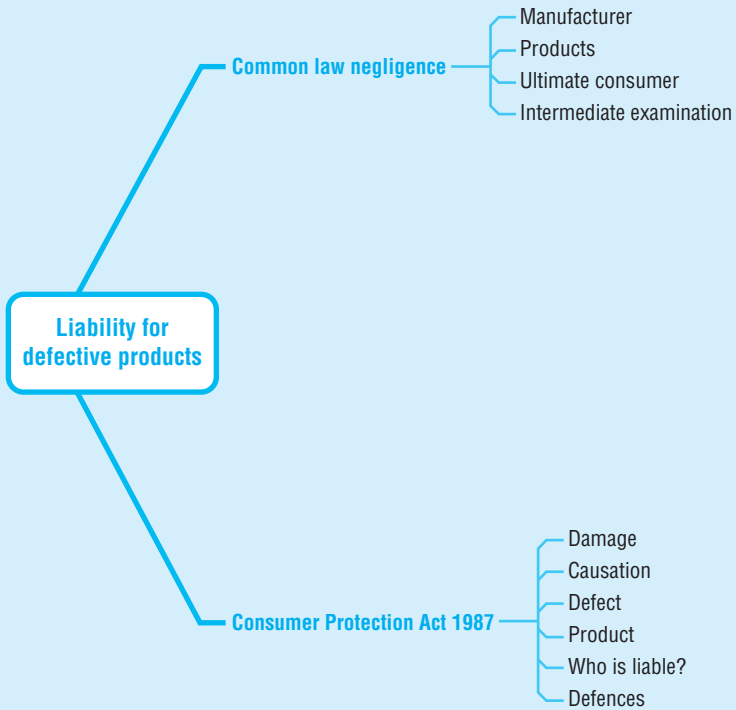 Manufacturer
Products
Common law negligence
Ultimate consumer
Intermediate examination
Liability for
defective products
Damage
Causation
Defect
Consumer Protection Act 1987
Product
Who is liable?
Defences